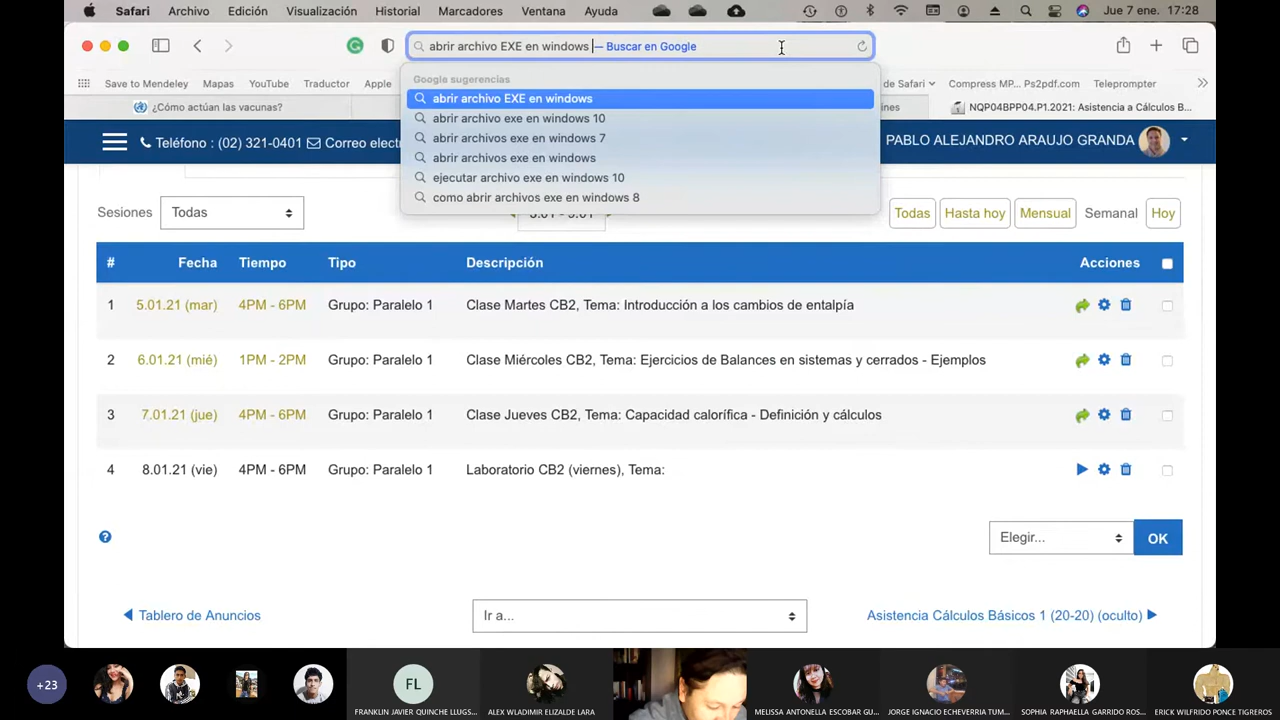 Safari Archivo Edición Visualización Historial Marcadores Ventana Ayuda Jue 7 ene. 17:28
abrir archivo EXE en windows — Buscar en Google
Save to Mendeley Mapas YouTube Traductor Apple de Safari Compress MP... Ps2pdf.com Teleprompter
Google sugerencias
abrir archivo EXE en windows
abrir archivo exe en windows 10
abrir archivos exe en windows 7
abrir archivos exe en windows
ejecutar archivo exe en windows 10
como abrir archivos exe en windows 8
¿Cómo actúan las vacunas? NQP04BPP04.P1.2021: Asistencia a Cálculos B...
Teléfono : (02) 321-0401 Correo PABLO ALEJANDRO ARAUJO GRANDA
Sesiones Todas Todas Hasta hoy Mensual Semanal Hoy
# Fecha Tiempo Tipo Descripción Acciones
1 5.01.21 (mar) 4PM - 6PM Grupo: Paralelo 1 Clase Martes CB2, Tema: Introducción a los cambios de entalpía
2 6.01.21 (mié) 1PM - 2PM Grupo: Paralelo 1 Clase Miércoles CB2, Tema: Ejercicios de Balances en sistemas y cerrados - Ejemplos
3 7.01.21 (jue) 4PM - 6PM Grupo: Paralelo 1 Clase Jueves CB2, Tema: Capacidad calorífica - Definición y cálculos
4 8.01.21 (vie) 4PM - 6PM Grupo: Paralelo 1 Laboratorio CB2 (viernes), Tema:
Elegir... OK
Tablero de Anuncios Ir a... Asistencia Cálculos Básicos 1 (20-20) (oculto)
+23 FL
FRANKLIN JAVIER QUINCHE LLUGS... ALEX WLADIMIR ELIZALDE LARA MELISSA ANTONELLA ESCOBAR GU... JORGE IGNACIO ECHEVERRIA TUM... SOPHIA RAPHAELLA GARRIDO ROS... ERICK WILFRIDO PONCE TIGREROS